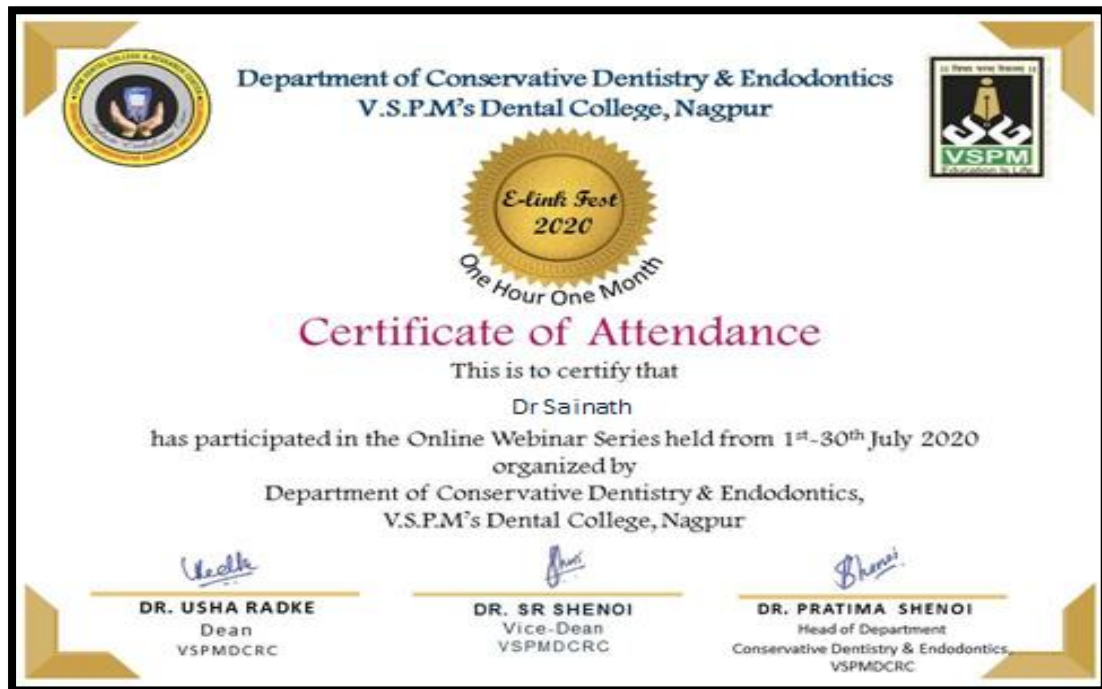 Department of Conservative Dentistry & Endodontics
V.S.P.M's Dental College, Nagpur
VSPM
Education Is Life
E-link Fest
2020
One Hour One Month
Certificate of Attendance
This is to certify that
Dr Sainath
has participated in the Online Webinar Series held from 1st-30th July 2020
organized by
Department of Conservative Dentistry & Endodontics,
V.S.P.M's Dental College, Nagpur
DR. USHA RADKE
Dean
VSPMDCRC
DR. SR SHENOI
Vice-Dean
VSPMDCRC
DR. PRATIMA SHENOI
Head of Department
Conservative Dentistry & Endodontics,
VSPMDCRC